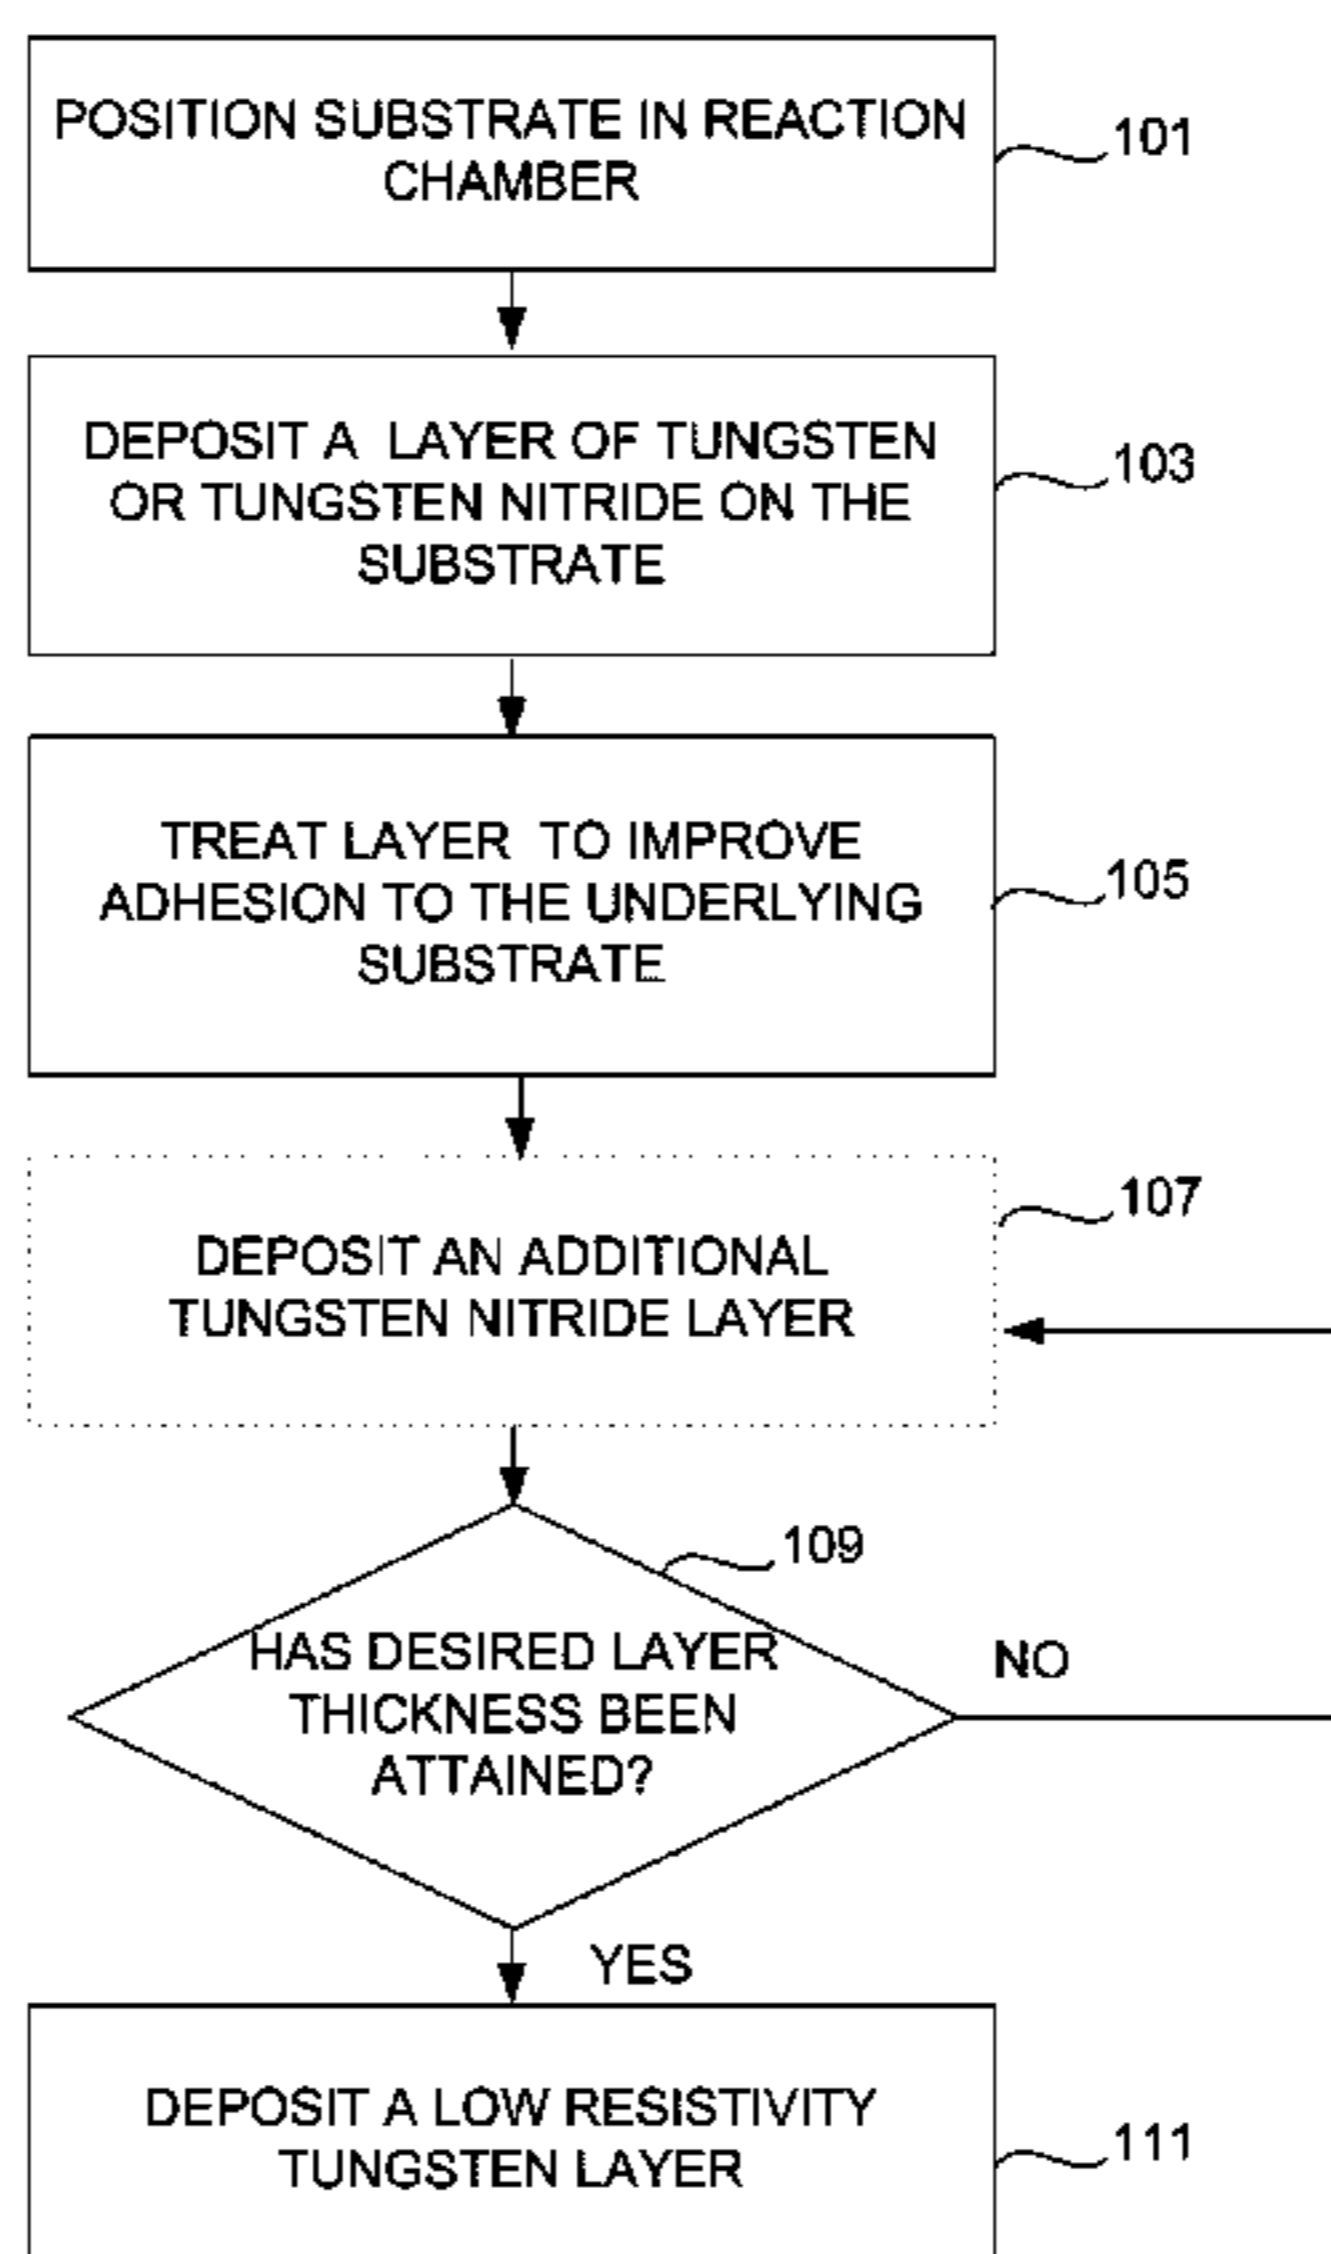 POSITION SUBSTRATE IN REACTION
CHAMBER
101
DEPOSIT A LAYER OF TUNGSTEN
OR TUNGSTEN NITRIDE ON THE
SUBSTRATE
103
TREAT LAYER TO IMPROVE
ADHESION TO THE UNDERLYING
SUBSTRATE
105
DEPOSIT AN ADDITIONAL
TUNGSTEN NITRIDE LAYER
107
109
HAS DESIRED LAYER
THICKNESS BEEN
ATTAINED?
NO
YES
DEPOSIT A LOW RESISTIVITY
TUNGSTEN LAYER
111